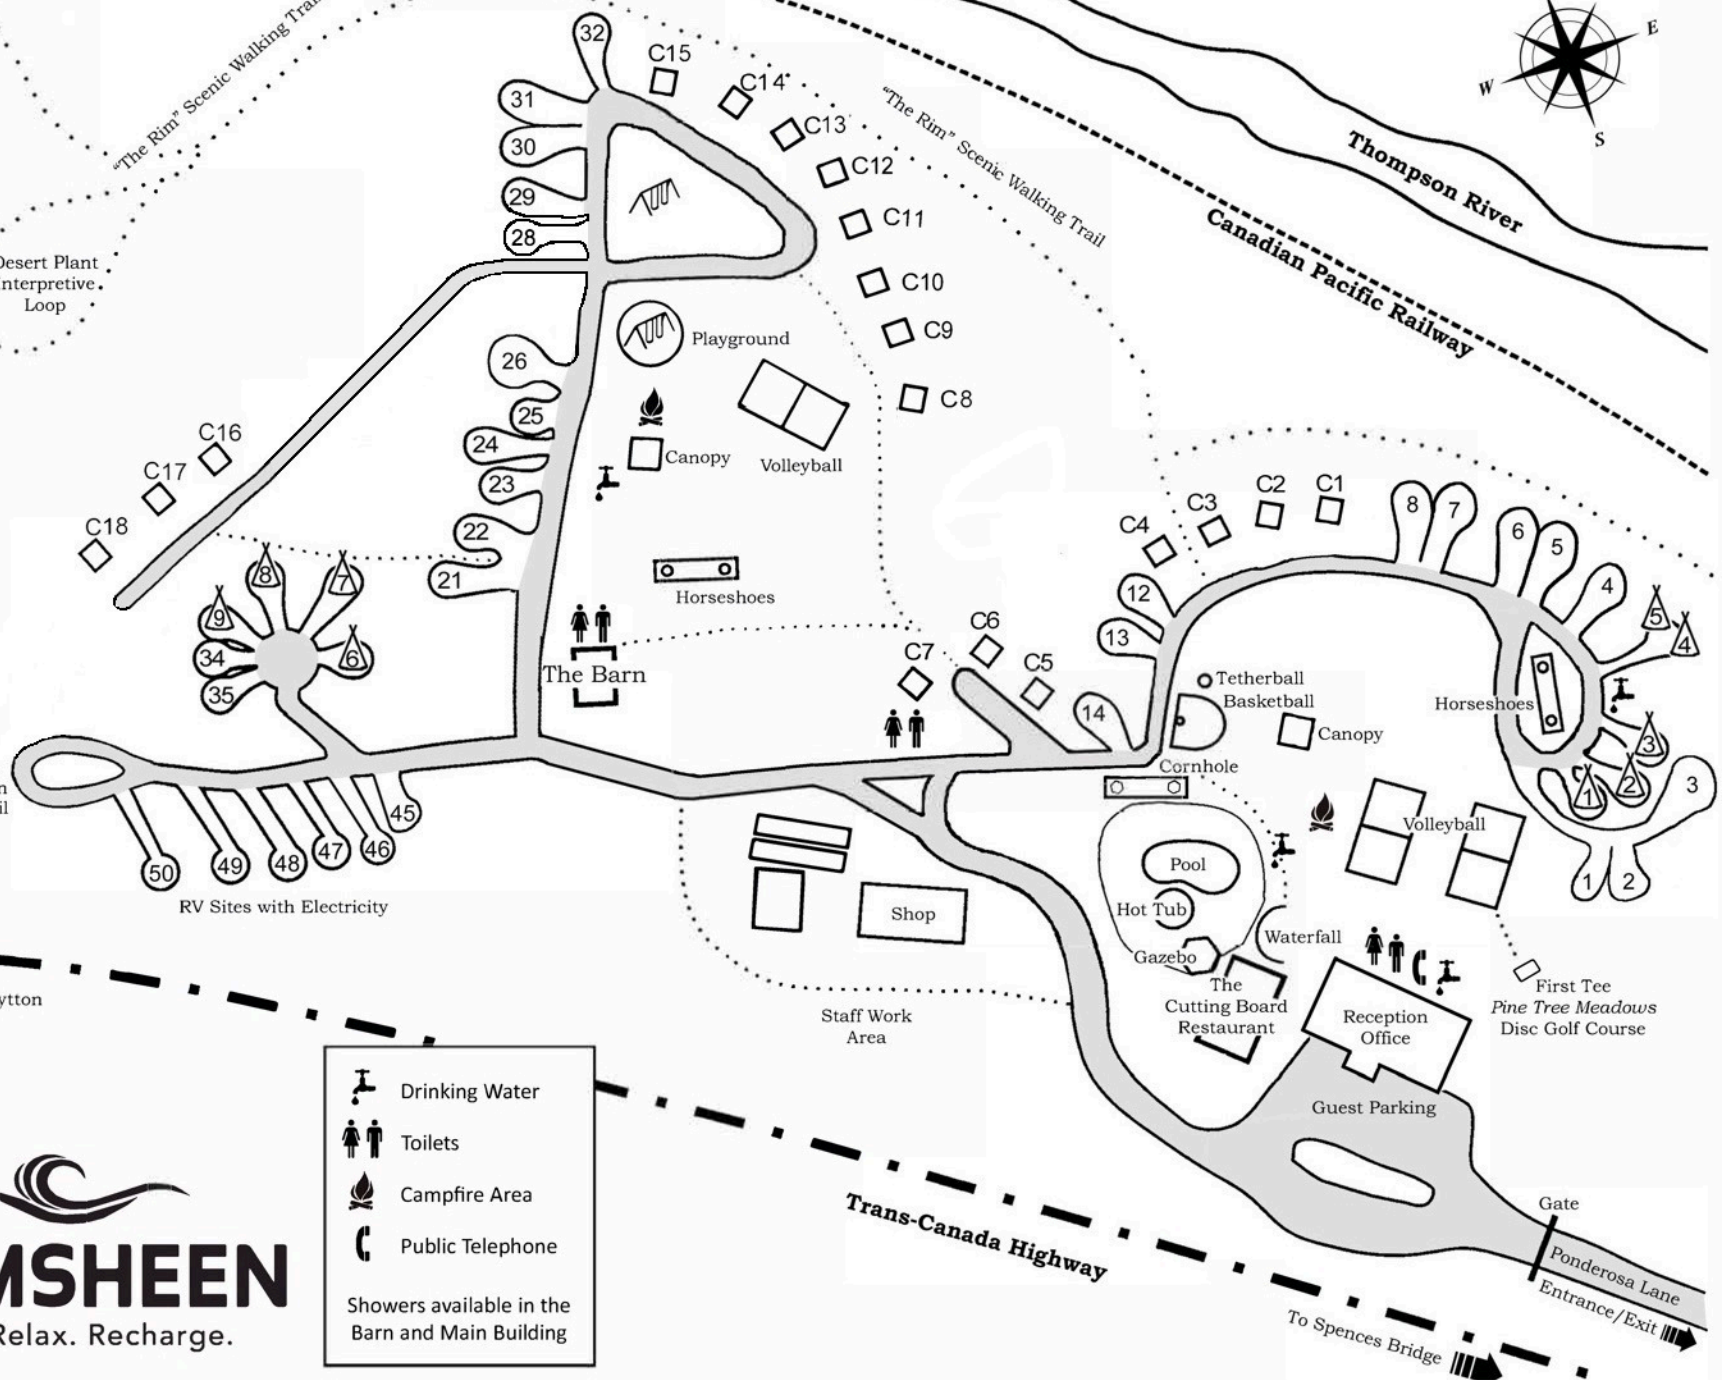 "The Rim" Scenic Walking Trail
32
C15
C14
C13
C12
C11
C10
C9
C8
31
30
29
28
E
W
S
"The Rim" Scenic Walking Trail
Thompson River
Canadian Pacific Railway
Desert Plant
Interpretive
Loop
26
25
24
23
22
21
Playground
Canopy
Volleyball
Horseshoes
The Barn
C16
C17
C18
9
8
7
6
34
35
C7
C6
C5
C4
C3
C2
C1
8
7
6
5
4
5
4
12
13
14
Tetherball
Basketball
Canopy
Cornhole
Horseshoes
3
2
1
3
1
2
Volleyball
50
49
48
47
46
45
RV Sites with Electricity
Shop
Staff Work
Area
Pool
Hot Tub
Gazebo
Waterfall
The
Cutting Board
Restaurant
Reception
Office
First Tee
Pine Tree Meadows
Disc Golf Course
Guest Parking
Gate
Ponderosa Lane
Entrance/Exit
To Spences Bridge
Trans-Canada Highway
Drinking Water
Toilets
Campfire Area
Public Telephone
Showers available in the
Barn and Main Building
MSHEEN
Relax. Recharge.